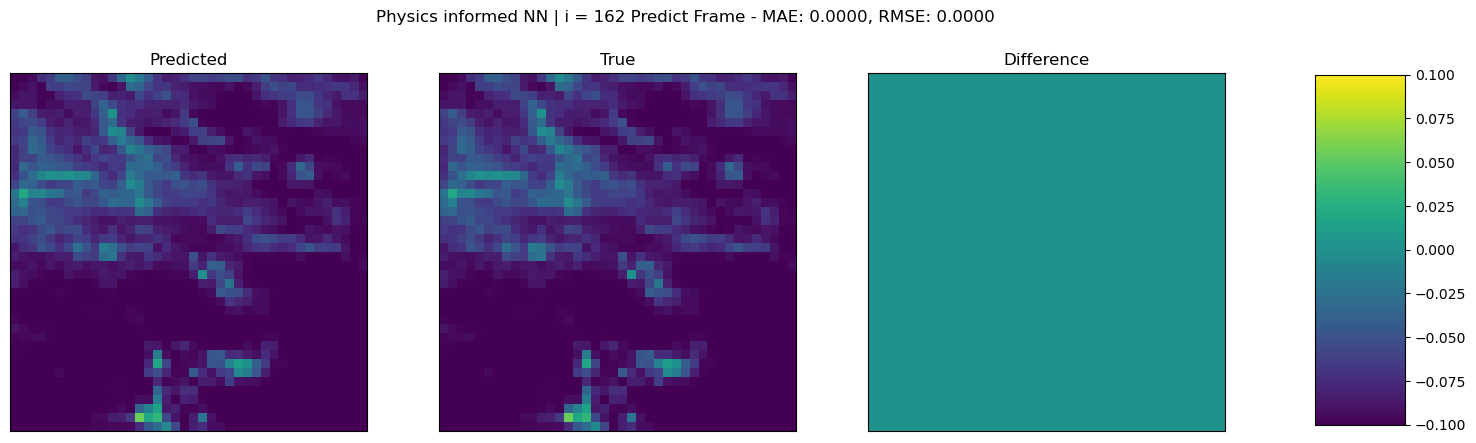 Physics informed NN | i = 162 Predict Frame - MAE: 0.0000, RMSE: 0.0000
Predicted
True
Difference
0.100
0.075
0.050
0.025
0.000
−0.025
−0.050
−0.075
−0.100